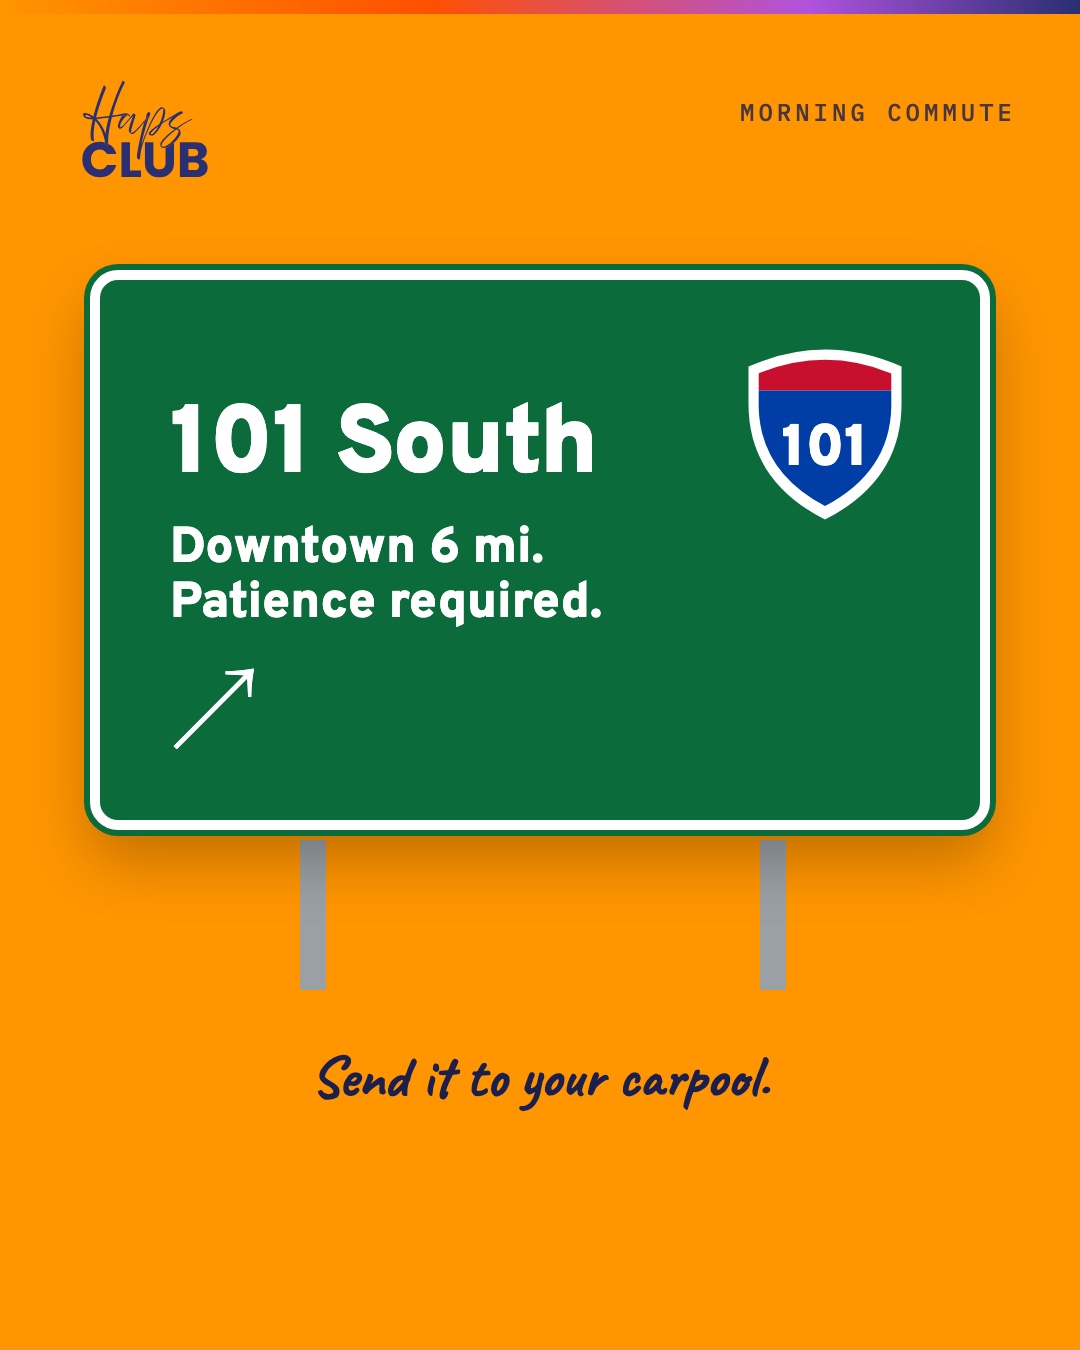 Haps
CLUB
MORNING COMMUTE
101 South
101
Downtown 6 mi.
Patience required.
Send it to your carpool.